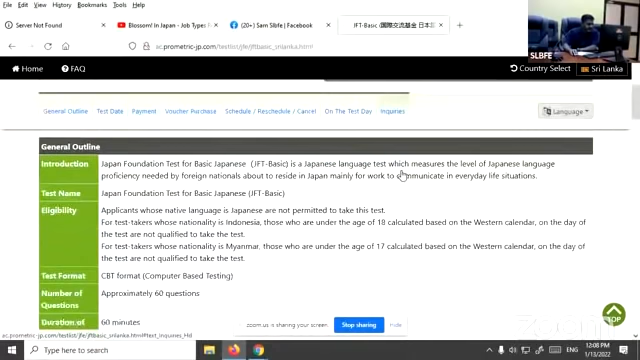 File Edit View History Bookmarks Tools Help
Server Not Found
Blossom! In Japan - Job Types F
(20+) Sam Slbfe | Facebook
JFT-Basic (国際交流基金 日本語
ac.prometric-jp.com/testlist/jfe/jftbasic_srilanka.html
SLBFE
Home FAQ Country Select Sri Lanka
General Outline Test Date Payment Voucher Purchase Schedule / Reschedule / Cancel On The Test Day Inquiries Language
General Outline
Introduction Japan Foundation Test for Basic Japanese (JFT-Basic) is a Japanese language test which measures the level of Japanese language
proficiency needed by foreign nationals about to reside in Japan mainly for work to communicate in everyday life situations.
Test Name Japan Foundation Test for Basic Japanese (JFT-Basic)
Eligibility Applicants whose native language is Japanese are not permitted to take this test.
For test-takers whose nationality is Indonesia, those who are under the age of 18 calculated based on the Western calendar, on the day of
the test are not qualified to take the test.
For test-takers whose nationality is Myanmar, those who are under the age of 17 calculated based on the Western calendar, on the day of
the test are not qualified to take the test.
Test Format CBT format (Computer Based Testing)
Number of Questions Approximately 60 questions
Duration of 60 minutes
TOP
zoom
zoom.us is sharing your screen. Stop sharing Hide
Type here to search
ENG
12:08 PM
1/13/2022